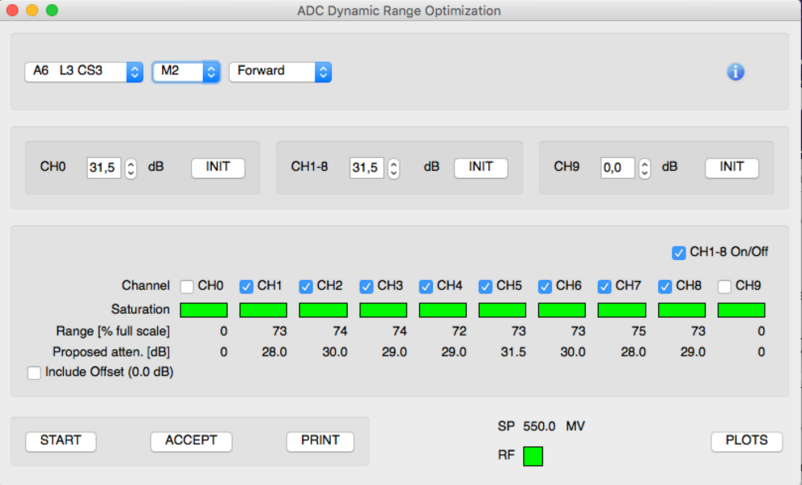 ADC Dynamic Range Optimization
A6 L3 CS3 M2 Forward
CH0 31,5 dB INIT CH1-8 31,5 dB INIT CH9 0,0 dB INIT
CH1-8 On/Off
Channel CH0 CH1 CH2 CH3 CH4 CH5 CH6 CH7 CH8 CH9
Saturation
Range [% full scale] 0 73 74 74 72 73 73 75 73 0
Proposed atten. [dB] 0 28.0 30.0 29.0 29.0 31.5 30.0 28.0 29.0 0
Include Offset (0.0 dB)
SP 550.0 MV
START ACCEPT PRINT PLOTS
RF